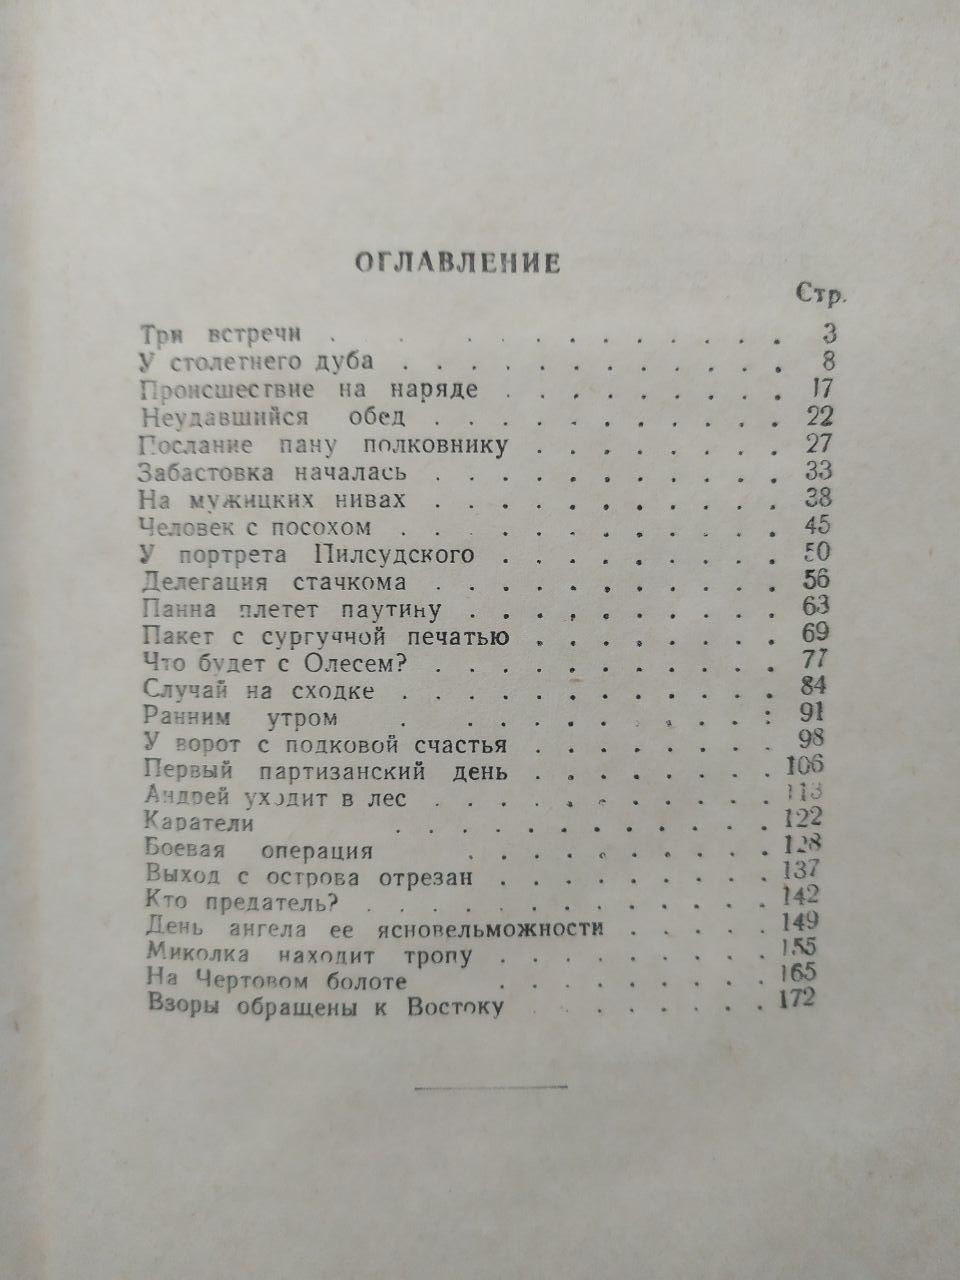 ОГЛАВЛЕНИЕ
Стр.
Три встречи . . . . . . . . . . . . 3
У столетнего дуба . . . . . . . . . . . . 8
Происшествие на наряде . . . . . . . . . 17
Неудавшийся обед . . . . . . . . . . . 22
Послание пану полковнику . . . . . . . . 27
Забастовка началась . . . . . . . . . . . 33
На мужицких нивах . . . . . . . . . . . 38
Человек с посохом . . . . . . . . . . . . 45
У портрета Пилсудского . . . . . . . . . 50
Делегация стачкома . . . . . . . . . . . 56
Панна плетет паутину . . . . . . . . . . 63
Пакет с сургучной печатью . . . . . . . . 69
Что будет с Олесем? . . . . . . . . . . . 77
Случай на сходке . . . . . . . . . . . . 84
Ранним утром . . . . . . . . . . . 91
У ворот с подковой счастья . . . . . . . . 98
Первый партизанский день . . . . . . . . 106
Андрей уходит в лес . . . . . . . . . . . 113
Каратели . . . . . . . . . . . . 122
Боевая операция . . . . . . . . . . 128
Выход с острова отрезан . . . . . . . . . 137
Кто предатель? . . . . . . . . . . . . . 142
День ангела ее ясновельможности . . . . . 149
Миколка находит тропу . . . . . . . . . 155
На Чертовом болоте . . . . . . . . . 165
Взоры обращены к Востоку . . . . . . . . 172